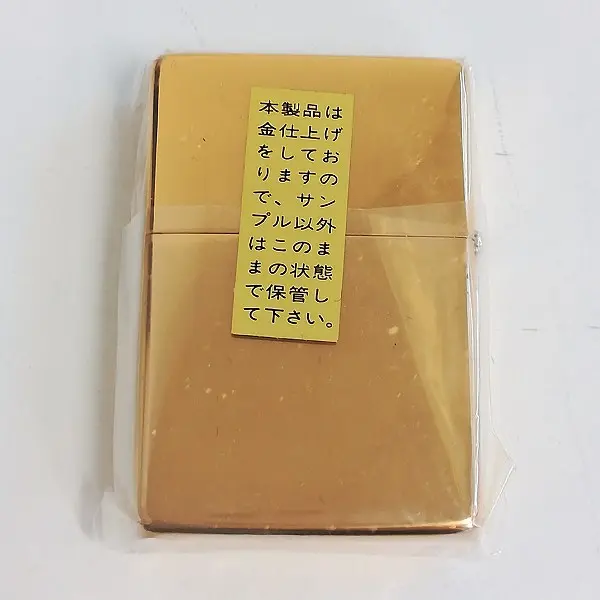 本製品は
金仕上げ
をしてお
りますの
で、サン
プル以外
はこのま
まの状態
で保管し
て下さい。